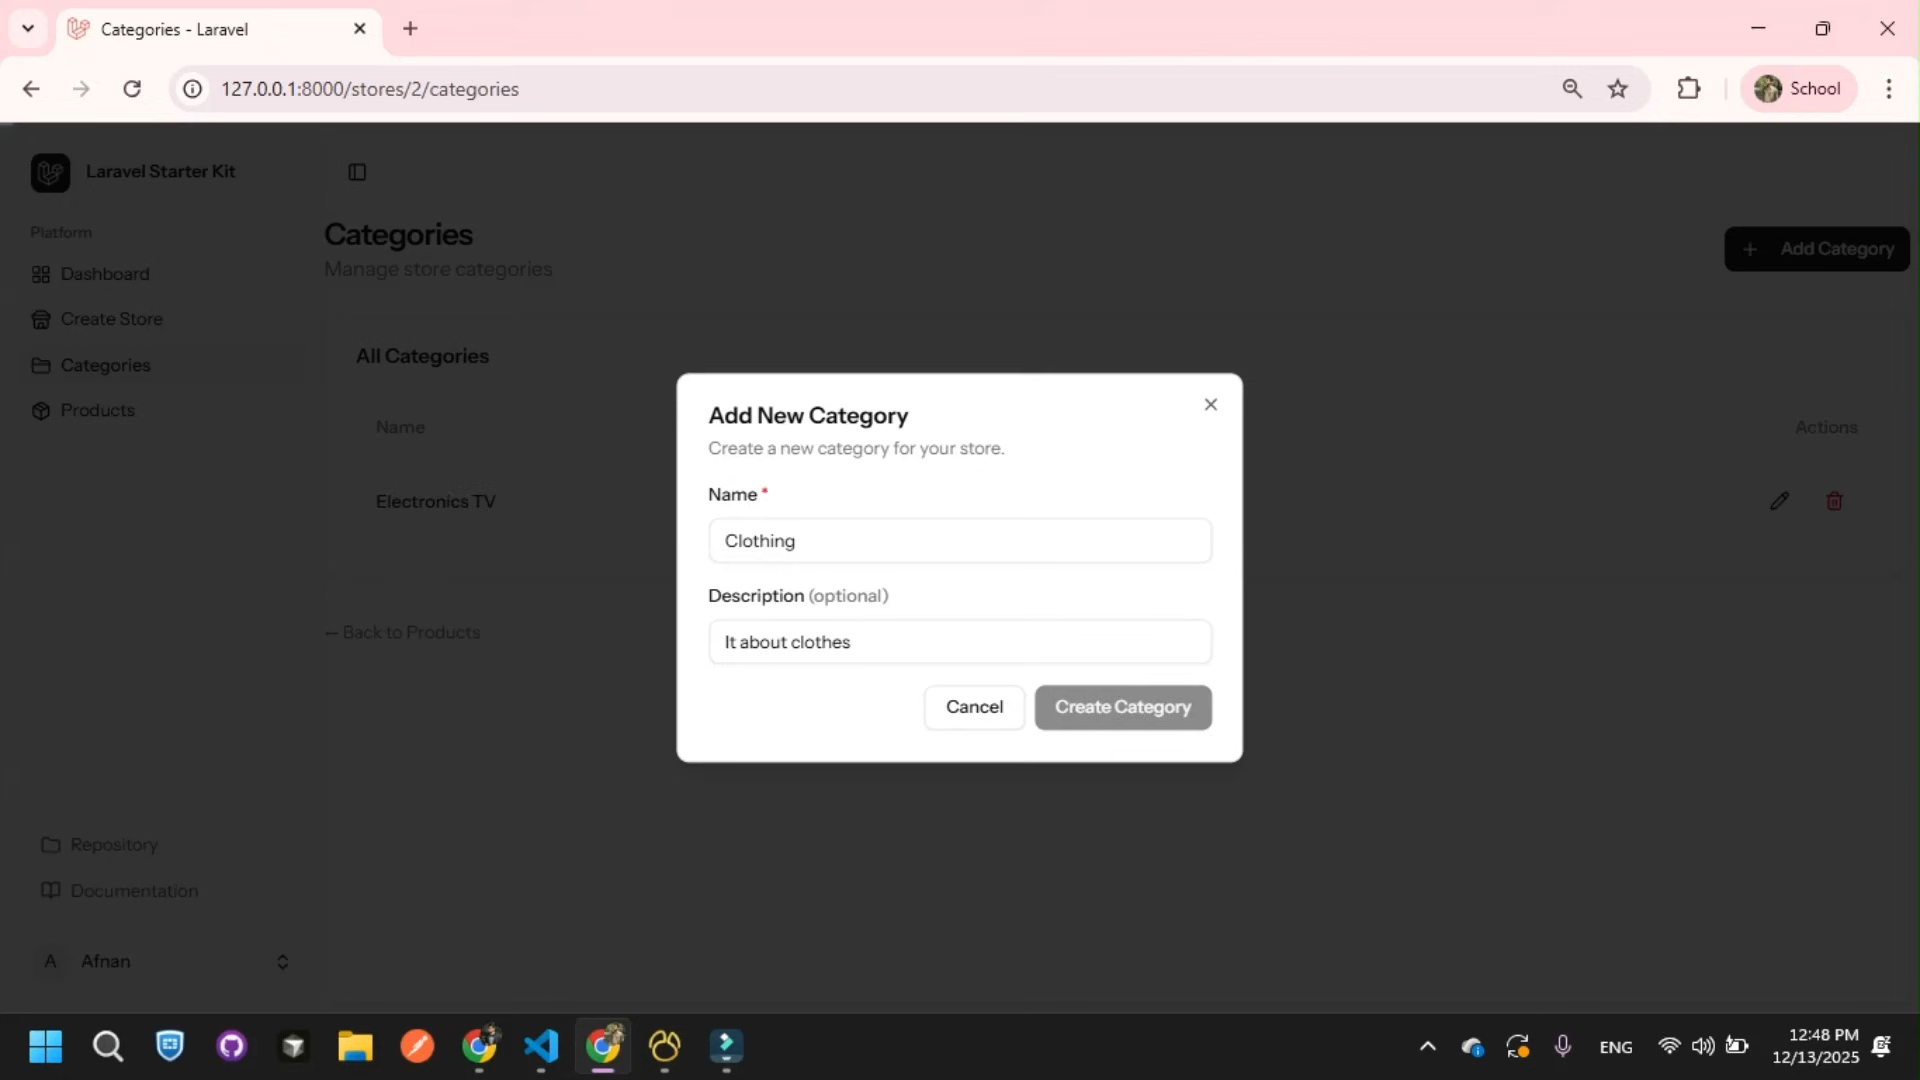 Categories - Laravel
127.0.0.1:8000/stores/2/categories
School
Laravel Starter Kit
Platform
Dashboard
Create Store
Categories
Products
Categories
Manage store categories
+ Add Category
All Categories
Name
Actions
Electronics TV
← Back to Products
Add New Category
Create a new category for your store.
Name *
Clothing
Description (optional)
It about clothes
Cancel
Create Category
Repository
Documentation
A Afnan
ENG
12:48 PM
12/13/2025